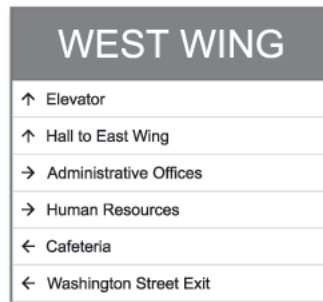 WEST WING
↑ Elevator
↑ Hall to East Wing
→ Administrative Offices
→ Human Resources
← Cafeteria
← Washington Street Exit